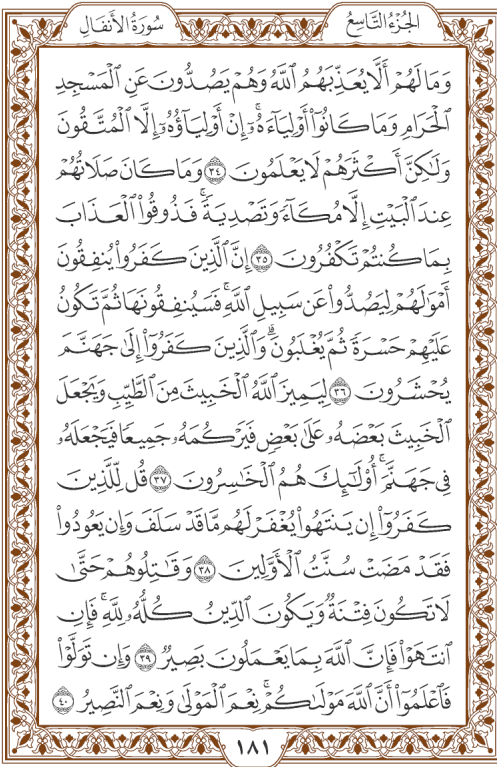 الجُزْءُ التَّاسِعُ
سُورَةُ الأَنفَالِ
وَمَا لَهُمْ أَلَّا يُعَذِّبَهُمُ ٱللَّهُ وَهُمْ يَصُدُّونَ عَنِ ٱلْمَسْجِدِ
ٱلْحَرَامِ وَمَا كَانُوٓا۟ أَوْلِيَآءَهُۥٓ ۚ إِنْ أَوْلِيَآؤُهُۥٓ إِلَّا ٱلْمُتَّقُونَ
وَلَٰكِنَّ أَكْثَرَهُمْ لَا يَعْلَمُونَ ٣٤ وَمَا كَانَ صَلَاتُهُمْ
عِندَ ٱلْبَيْتِ إِلَّا مُكَآءً وَتَصْدِيَةً ۚ فَذُوقُوا۟ ٱلْعَذَابَ
بِمَا كُنتُمْ تَكْفُرُونَ ٣٥ إِنَّ ٱلَّذِينَ كَفَرُوا۟ يُنفِقُونَ
أَمْوَٰلَهُمْ لِيَصُدُّوا۟ عَن سَبِيلِ ٱللَّهِ ۚ فَسَيُنفِقُونَهَا ثُمَّ تَكُونُ
عَلَيْهِمْ حَسْرَةً ثُمَّ يُغْلَبُونَ ۗ وَٱلَّذِينَ كَفَرُوٓا۟ إِلَىٰ جَهَنَّمَ
يُحْشَرُونَ ٣٦ لِيَمِيزَ ٱللَّهُ ٱلْخَبِيثَ مِنَ ٱلطَّيِّبِ وَيَجْعَلَ
ٱلْخَبِيثَ بَعْضَهُۥ عَلَىٰ بَعْضٍ فَيَرْكُمَهُۥ جَمِيعًا فَيَجْعَلَهُۥ
فِى جَهَنَّمَ ۚ أُو۟لَٰٓئِكَ هُمُ ٱلْخَٰسِرُونَ ٣٧ قُل لِّلَّذِينَ
كَفَرُوٓا۟ إِن يَنتَهُوا۟ يُغْفَرْ لَهُم مَّا قَدْ سَلَفَ وَإِن يَعُودُوا۟
فَقَدْ مَضَتْ سُنَّتُ ٱلْأَوَّلِينَ ٣٨ وَقَٰتِلُوهُمْ حَتَّىٰ
لَا تَكُونَ فِتْنَةٌ وَيَكُونَ ٱلدِّينُ كُلُّهُۥ لِلَّهِ ۚ فَإِنِ
ٱنتَهَوْا۟ فَإِنَّ ٱللَّهَ بِمَا يَعْمَلُونَ بَصِيرٌ ٣٩ وَإِن تَوَلَّوْا۟
فَٱعْلَمُوٓا۟ أَنَّ ٱللَّهَ مَوْلَىٰكُمْ ۚ نِعْمَ ٱلْمَوْلَىٰ وَنِعْمَ ٱلنَّصِيرُ ٤٠
١٨١